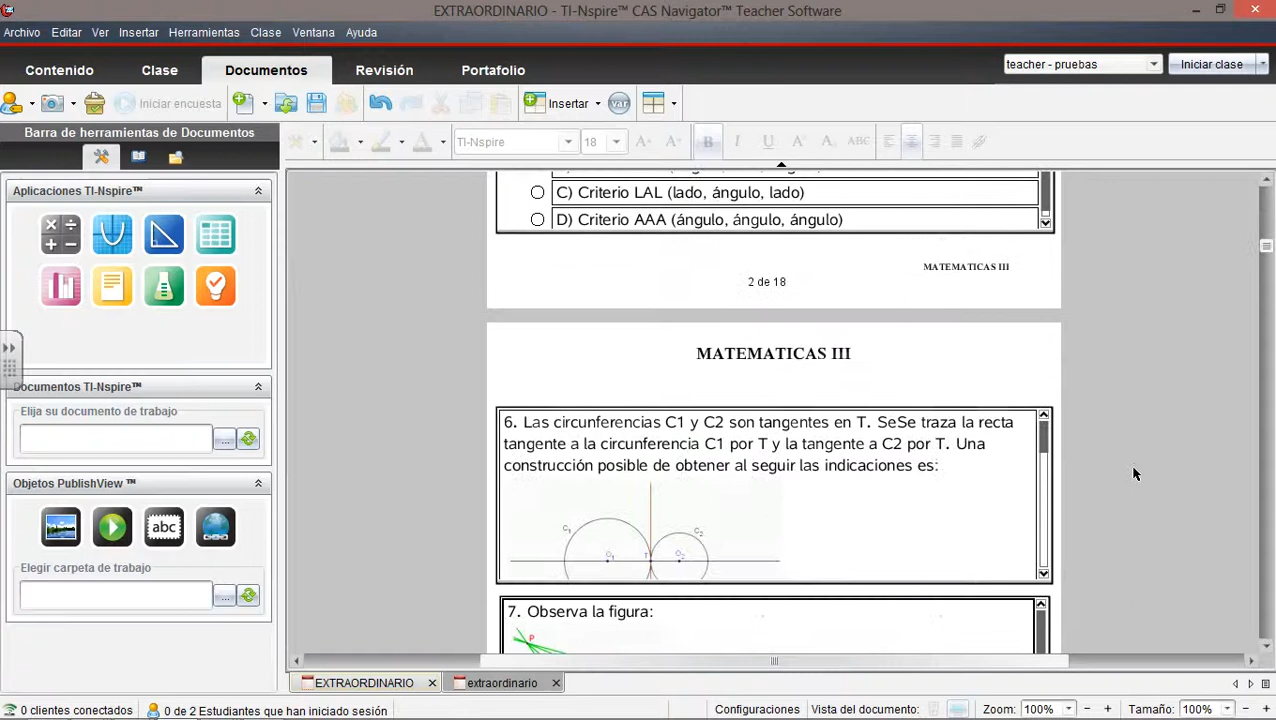 EXTRAORDINARIO - TI-Nspire™ CAS Navigator™ Teacher Software
Archivo Editar Ver Insertar Herramientas Clase Ventana Ayuda
Contenido Clase Documentos Revisión Portafolio
teacher - pruebas Iniciar clase
Iniciar encuesta Insertar var
Barra de herramientas de Documentos
TI-Nspire 18 A+ A- B I U ABC
Aplicaciones TI-Nspire™
Documentos TI-Nspire™
Elija su documento de trabajo
...
Objetos PublishView ™
abc
Elegir carpeta de trabajo
...
C) Criterio LAL (lado, ángulo, lado)
D) Criterio AAA (ángulo, ángulo, ángulo)
MATEMATICAS III
2 de 18
MATEMATICAS III
6. Las circunferencias C1 y C2 son tangentes en T. SeSe traza la recta
tangente a la circunferencia C1 por T y la tangente a C2 por T. Una
construcción posible de obtener al seguir las indicaciones es:
C1 C2
O1 T O2
7. Observa la figura:
P
EXTRAORDINARIO extraordinario
0 clientes conectados 0 de 2 Estudiantes que han iniciado sesión
Configuraciones Vista del documento: Zoom: 100% - + Tamaño: 100% - +